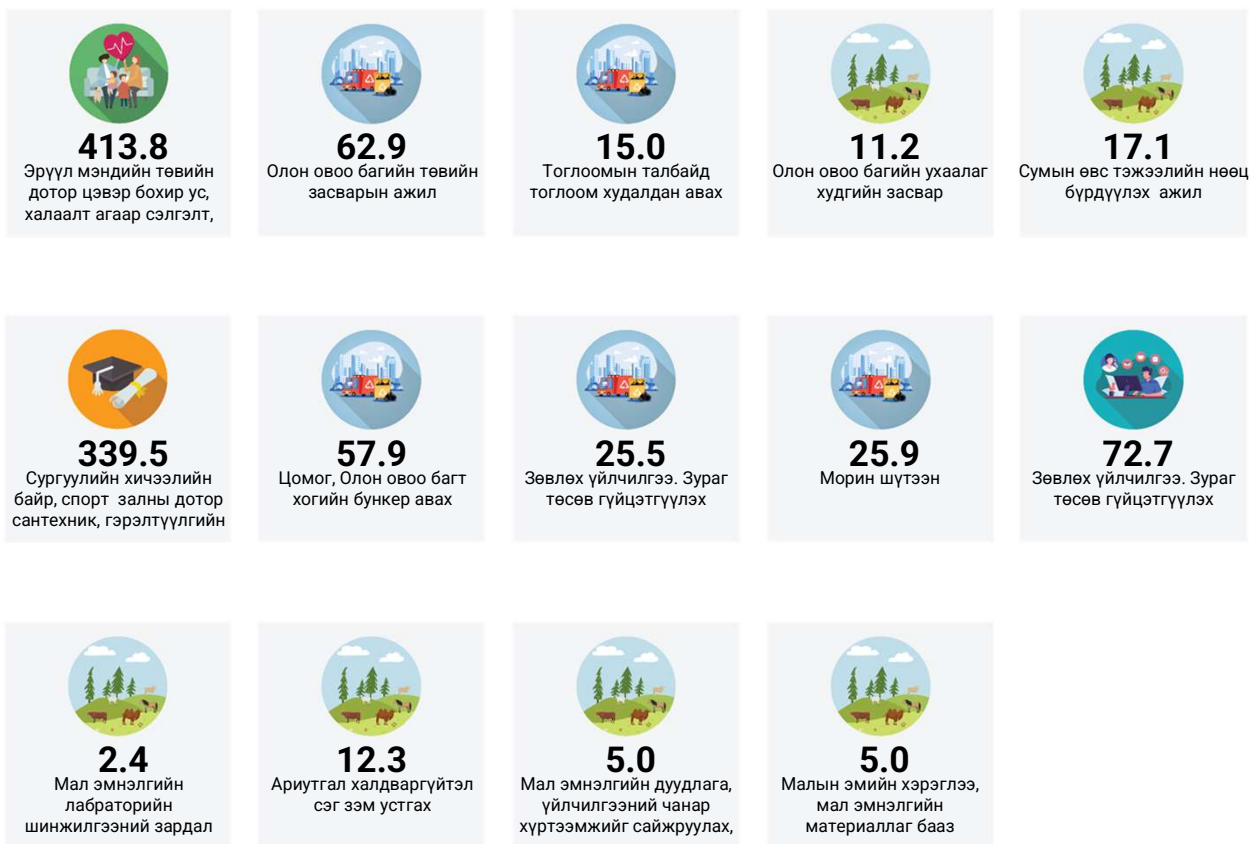 413.8
Эрүүл мэндийн төвийн
дотор цэвэр бохир ус,
халаалт агаар сэлгэлт,
62.9
Олон овоо багийн төвийн
засварын ажил
15.0
Тоглоомын талбайд
тоглоом худалдан авах
11.2
Олон овоо багийн ухаалаг
худгийн засвар
17.1
Сумын өвс тэжээлийн нөөц
бүрдүүлэх ажил
339.5
Сургуулийн хичээлийн
байр, спорт залны дотор
сантехник, гэрэлтүүлгийн
57.9
Цомог, Олон овоо багт
хогийн бункер авах
25.5
Зөвлөх үйлчилгээ. Зураг
төсөв гүйцэтгүүлэх
25.9
Морин шүтээн
72.7
Зөвлөх үйлчилгээ. Зураг
төсөв гүйцэтгүүлэх
2.4
Мал эмнэлгийн
лабраторийн
шинжилгээний зардал
12.3
Ариутгал халдваргүйтэл
сэг зэм устгах
5.0
Мал эмнэлгийн дуудлага,
үйлчилгээний чанар
хүртээмжийг сайжруулах,
5.0
Малын эмийн хэрэглээ,
мал эмнэлгийн
материаллаг бааз